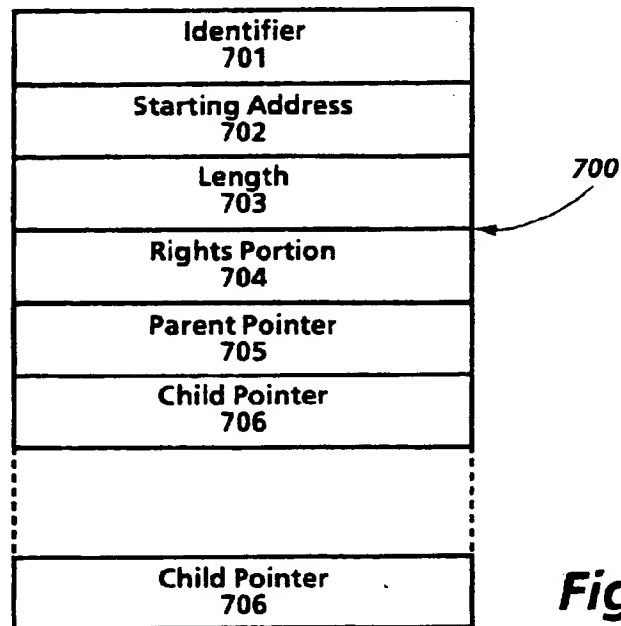 Identifier
701
Starting Address
702
Length
703
700
Rights Portion
704
Parent Pointer
705
Child Pointer
706
Child Pointer
706
Fig